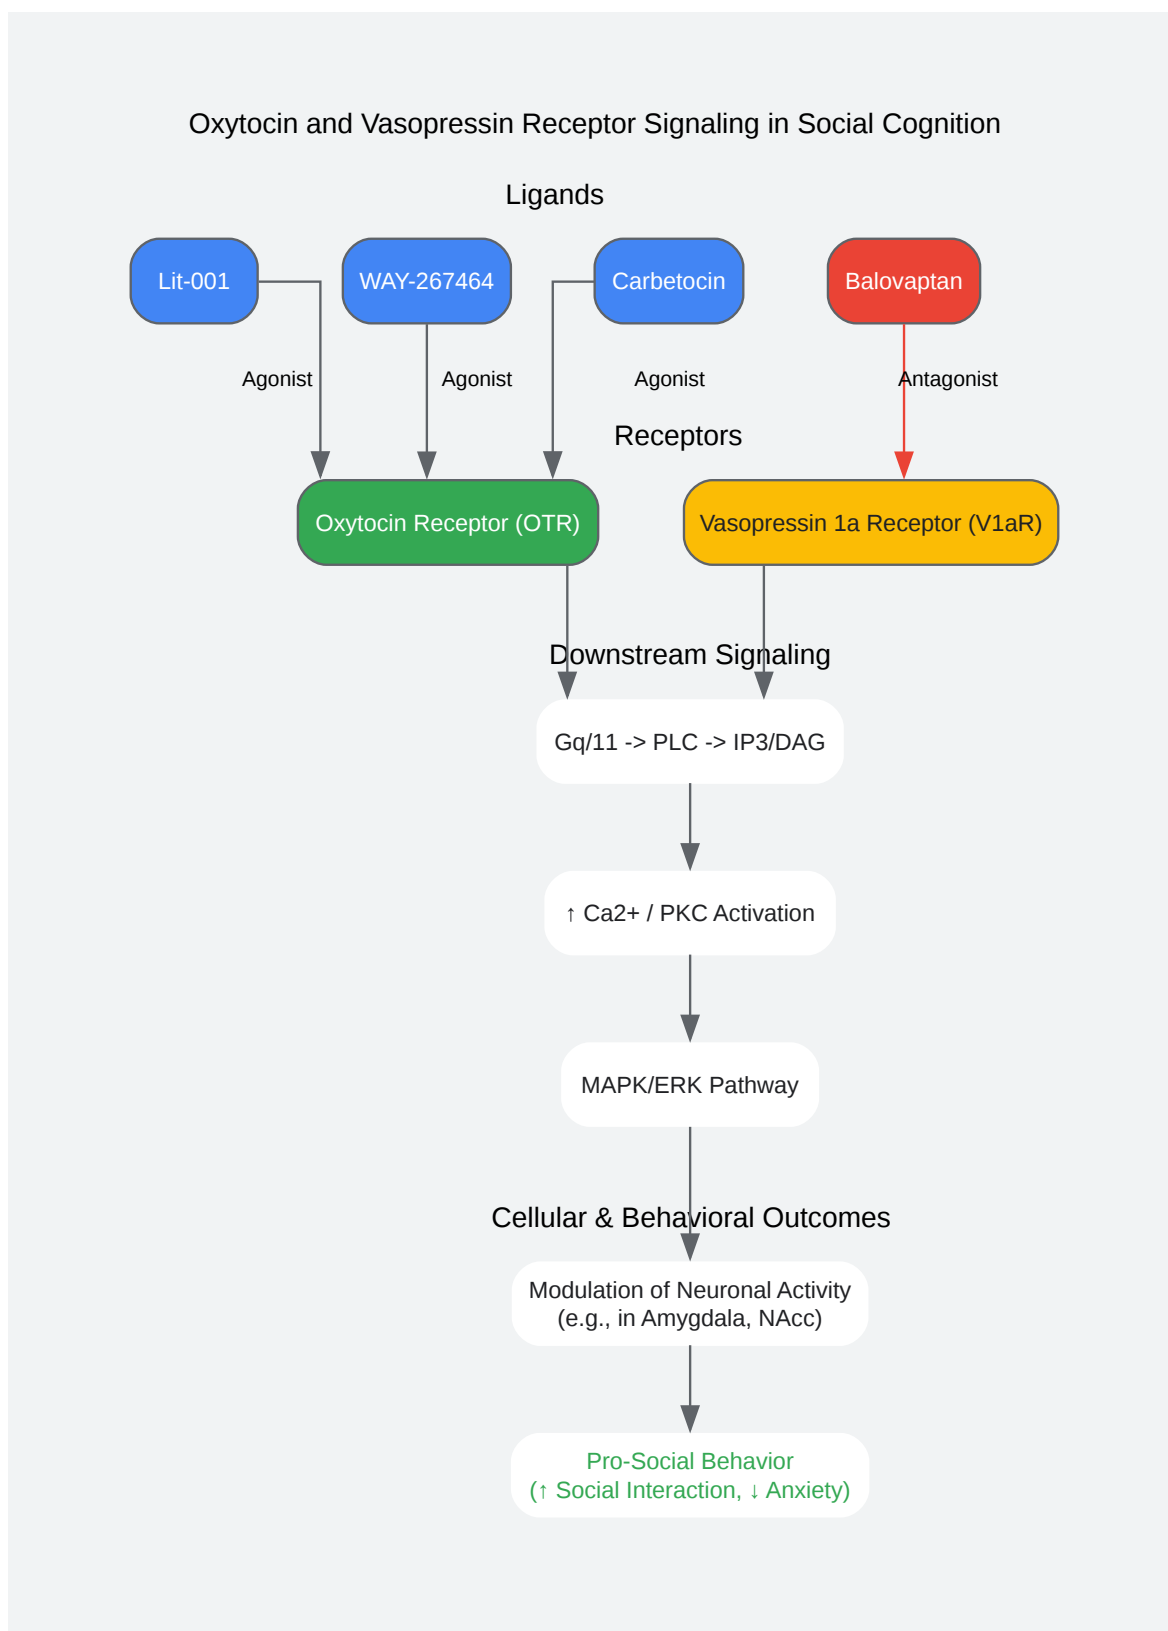 Oxytocin and Vasopressin Receptor Signaling in Social Cognition
Ligands
Lit-001
WAY-267464
Carbetocin
Balovaptan
Agonist
Agonist
Agonist
Antagonist
Receptors
Oxytocin Receptor (OTR)
Vasopressin 1a Receptor (V1aR)
Downstream Signaling
Gq/11 -> PLC -> IP3/DAG
↑ Ca2+ / PKC Activation
MAPK/ERK Pathway
Cellular & Behavioral Outcomes
Modulation of Neuronal Activity
(e.g., in Amygdala, NAcc)
Pro-Social Behavior
(↑ Social Interaction, ↓ Anxiety)